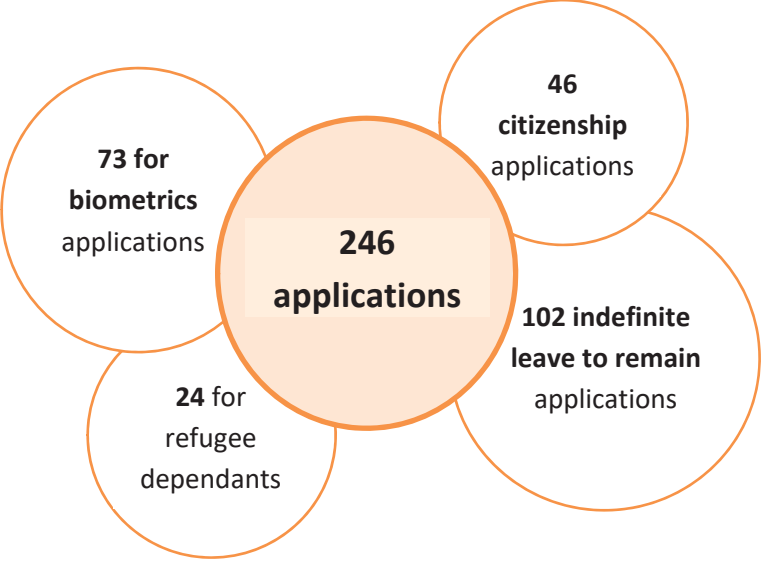 46
citizenship
applications
73 for
biometrics
applications
246
applications
102 indefinite
leave to remain
applications
24 for
refugee
dependants